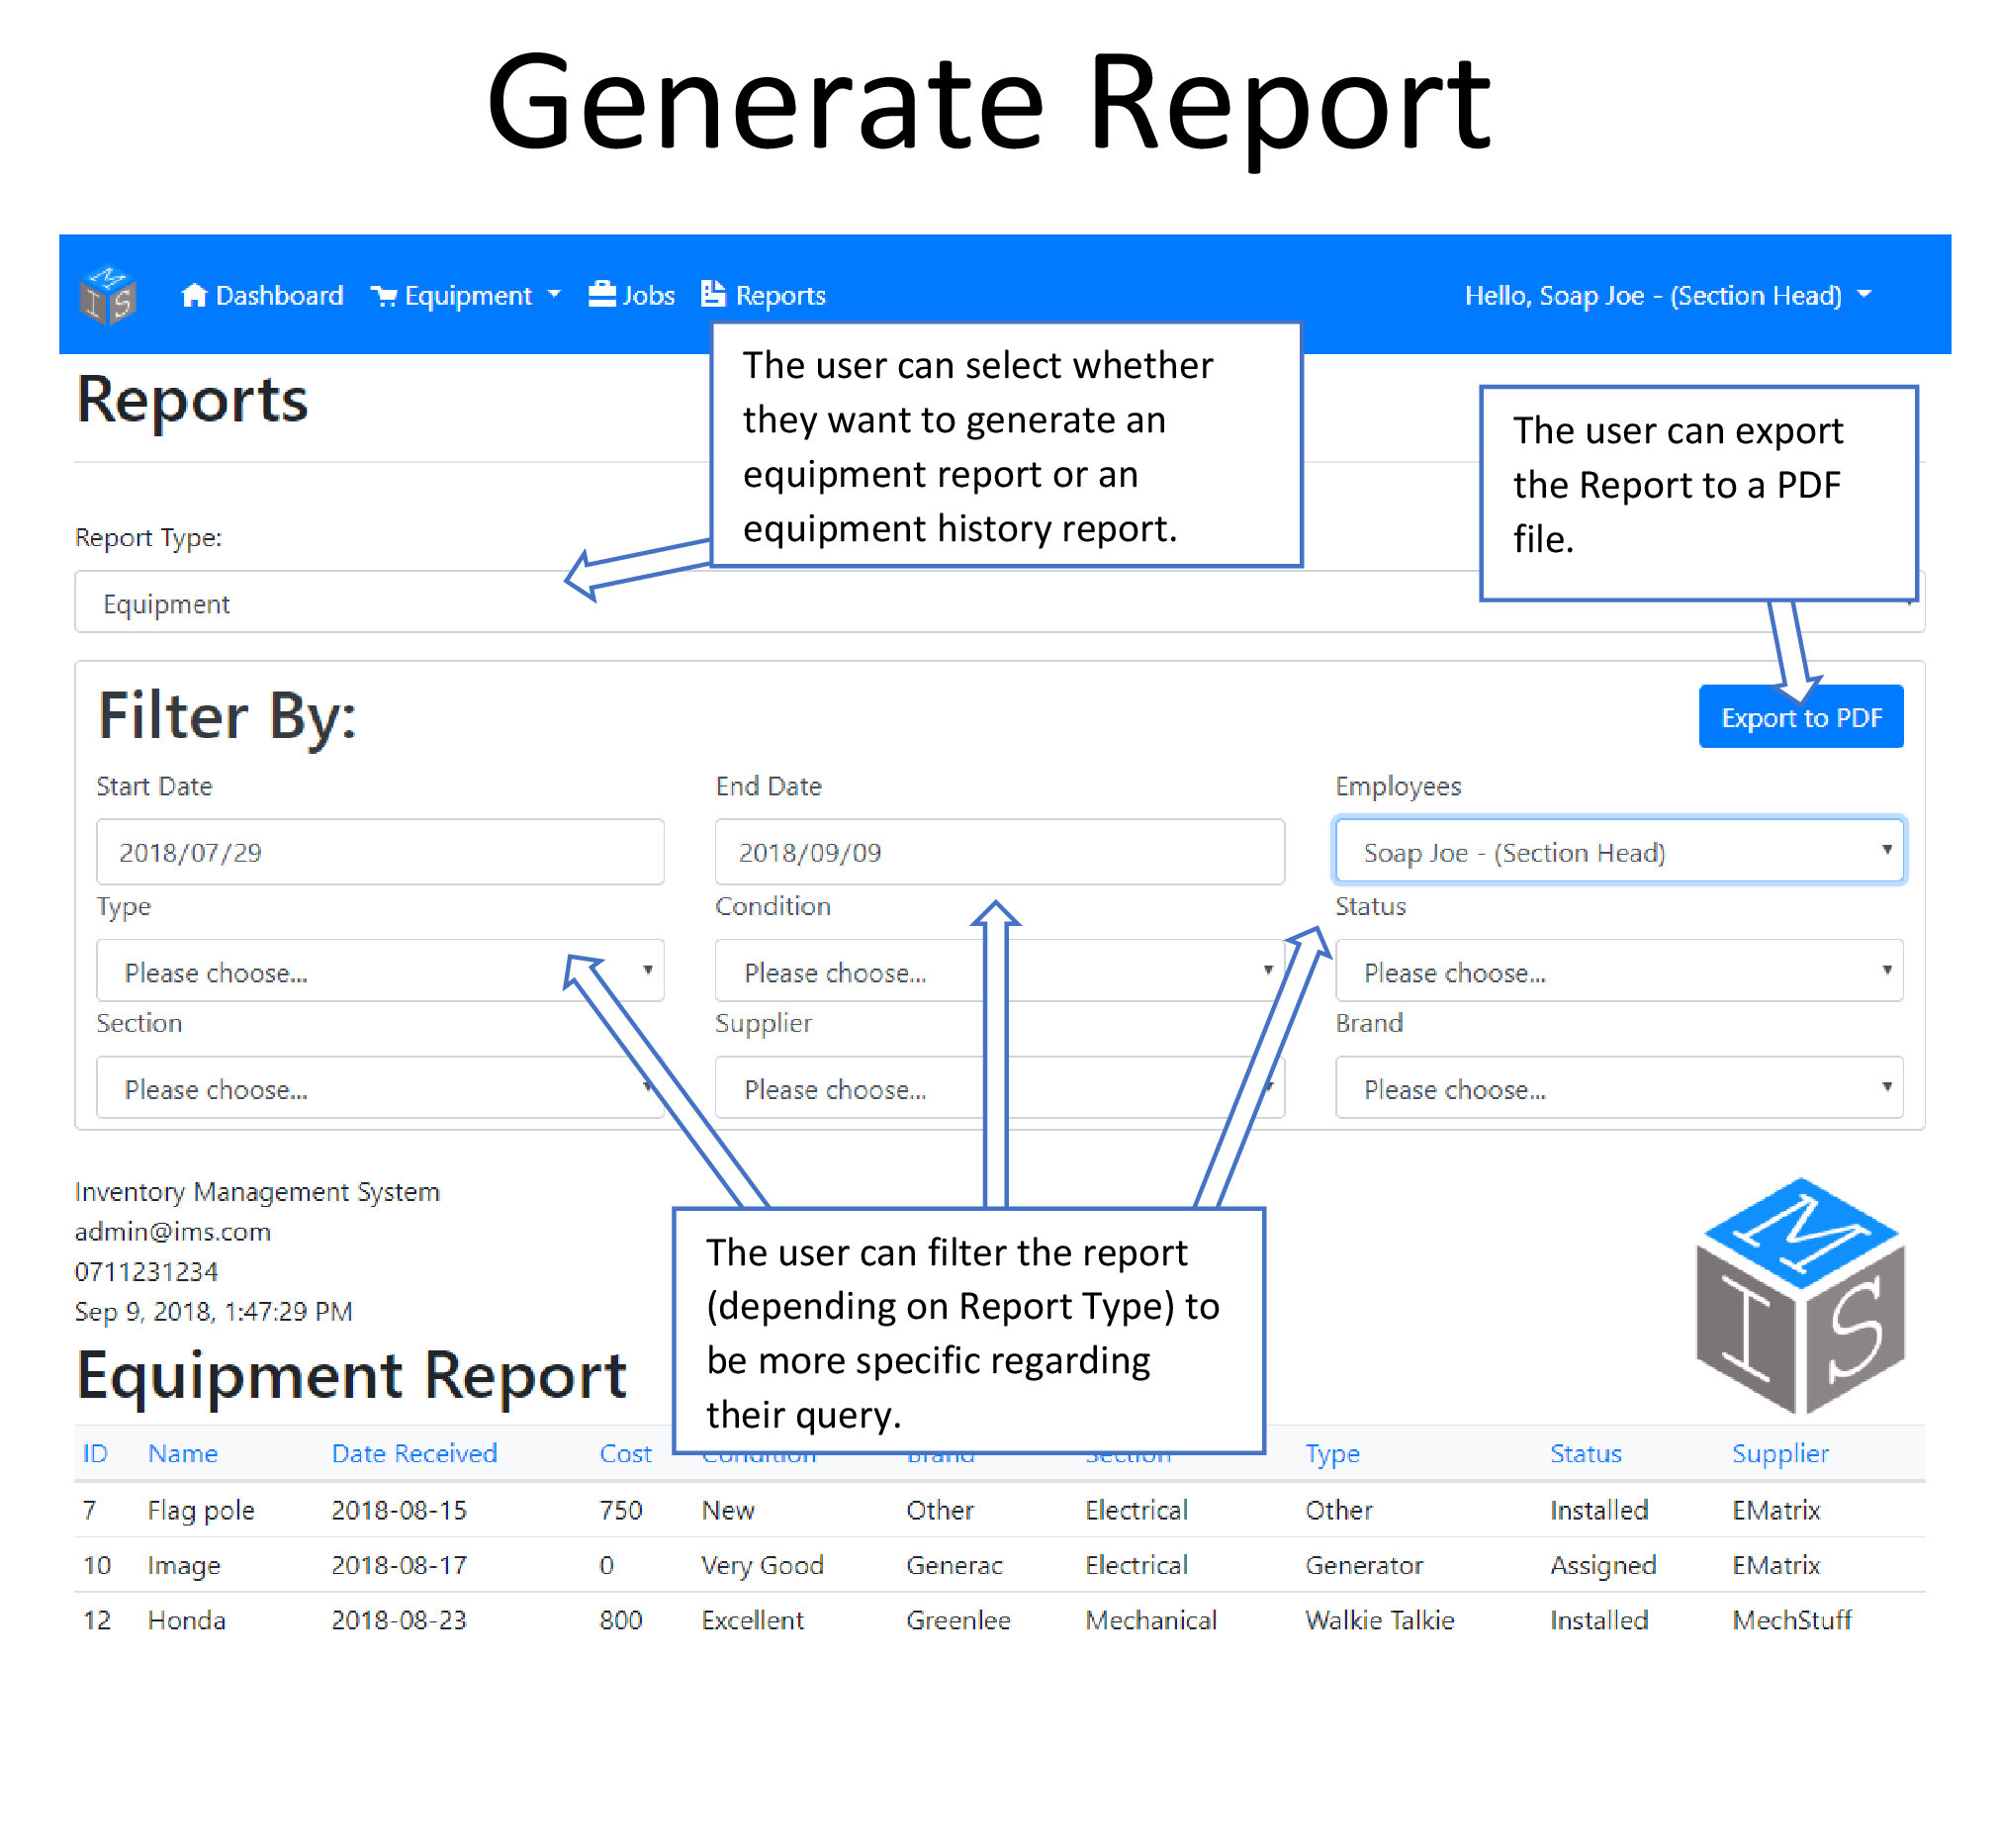 Generate Report
M I S
Dashboard Equipment Jobs Reports Hello, Soap Joe - (Section Head)
Reports
The user can select whether
they want to generate an
equipment report or an
equipment history report.
The user can export
the Report to a PDF
file.
Report Type:
Equipment
Filter By:
Export to PDF
Start Date End Date Employees
2018/07/29 2018/09/09 Soap Joe - (Section Head)
Type Condition Status
Please choose... Please choose... Please choose...
Section Supplier Brand
Please choose... Please choose... Please choose...
Inventory Management System
admin@ims.com
0711231234
Sep 9, 2018, 1:47:29 PM
M I S
The user can filter the report
(depending on Report Type) to
be more specific regarding
their query.
Equipment Report
ID Name Date Received Cost Condition Brand Section Type Status Supplier
7 Flag pole 2018-08-15 750 New Other Electrical Other Installed EMatrix
10 Image 2018-08-17 0 Very Good Generac Electrical Generator Assigned EMatrix
12 Honda 2018-08-23 800 Excellent Greenlee Mechanical Walkie Talkie Installed MechStuff